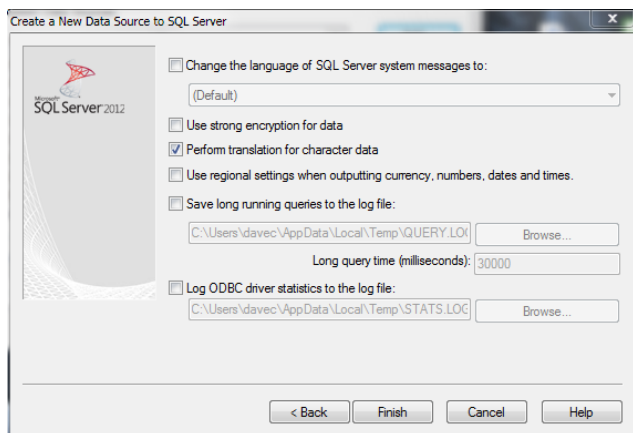 Create a New Data Source to SQL Server
Microsoft
SQL Server 2012
Change the language of SQL Server system messages to:
(Default)
Use strong encryption for data
Perform translation for character data
Use regional settings when outputting currency, numbers, dates and times.
Save long running queries to the log file:
C:\Users\davec\AppData\Local\Temp\QUERY.LOG Browse...
Long query time (milliseconds): 30000
Log ODBC driver statistics to the log file:
C:\Users\davec\AppData\Local\Temp\STATS.LOG Browse...
< Back Finish Cancel Help